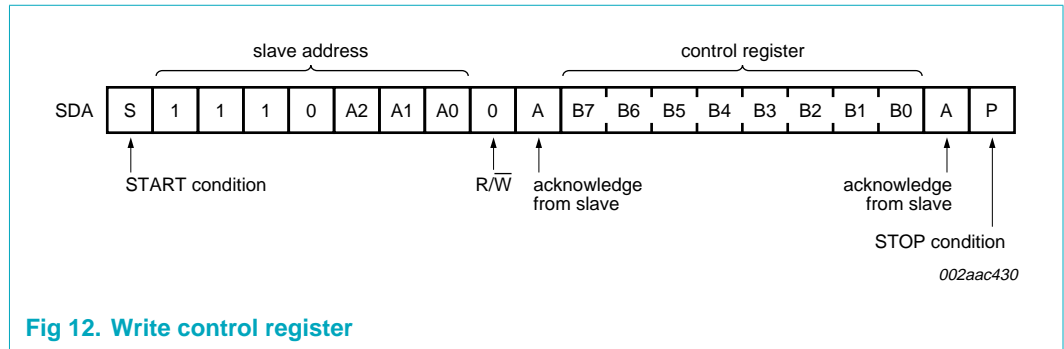 slave address control register
SDA S 1 1 1 0 A2 A1 A0 0 A B7 B6 B5 B4 B3 B2 B1 B0 A P
START condition R/W̅ acknowledge from slave acknowledge from slave
STOP condition
002aac430
Fig 12. Write control register